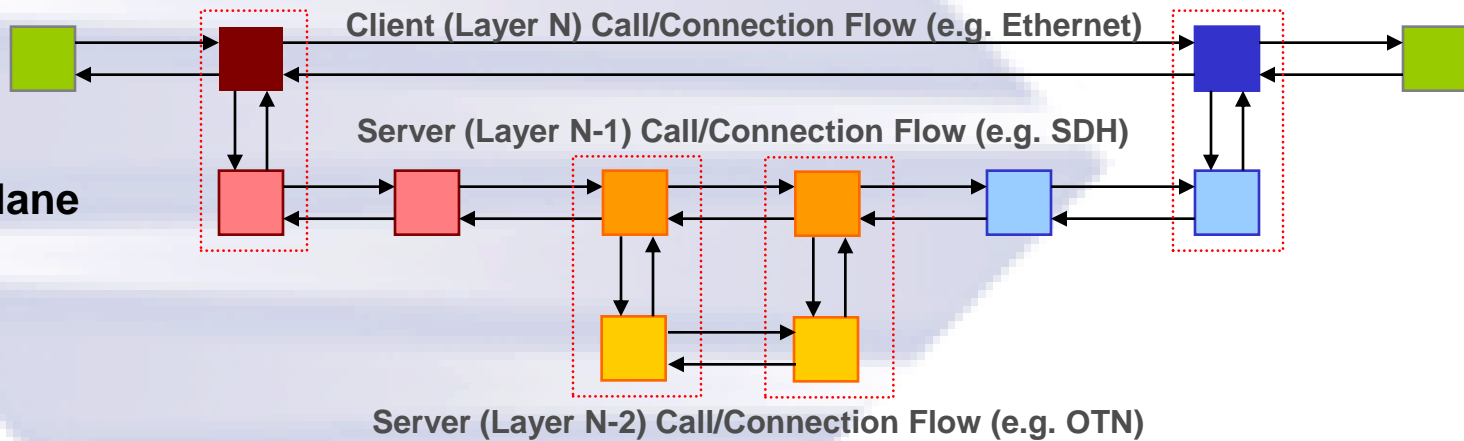 Client (Layer N) Call/Connection Flow (e.g. Ethernet)
Server (Layer N-1) Call/Connection Flow (e.g. SDH)
lane
Server (Layer N-2) Call/Connection Flow (e.g. OTN)